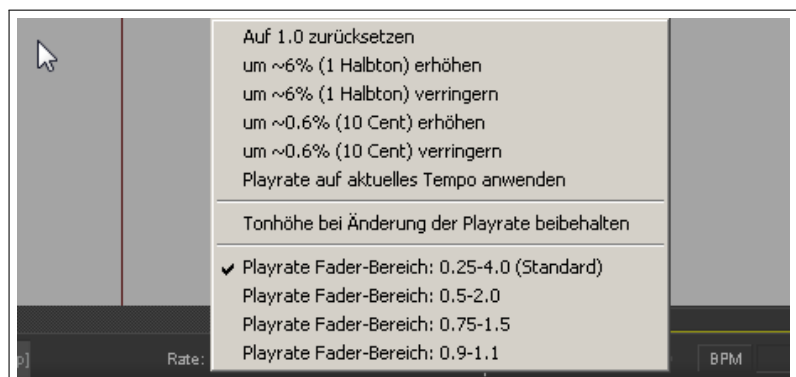 Auf 1.0 zurücksetzen
um ~6% (1 Halbton) erhöhen
um ~6% (1 Halbton) verringern
um ~0.6% (10 Cent) erhöhen
um ~0.6% (10 Cent) verringern
Playrate auf aktuelles Tempo anwenden
Tonhöhe bei Änderung der Playrate beibehalten
Playrate Fader-Bereich: 0.25-4.0 (Standard)
Playrate Fader-Bereich: 0.5-2.0
Playrate Fader-Bereich: 0.75-1.5
Playrate Fader-Bereich: 0.9-1.1
Rate:
BPM